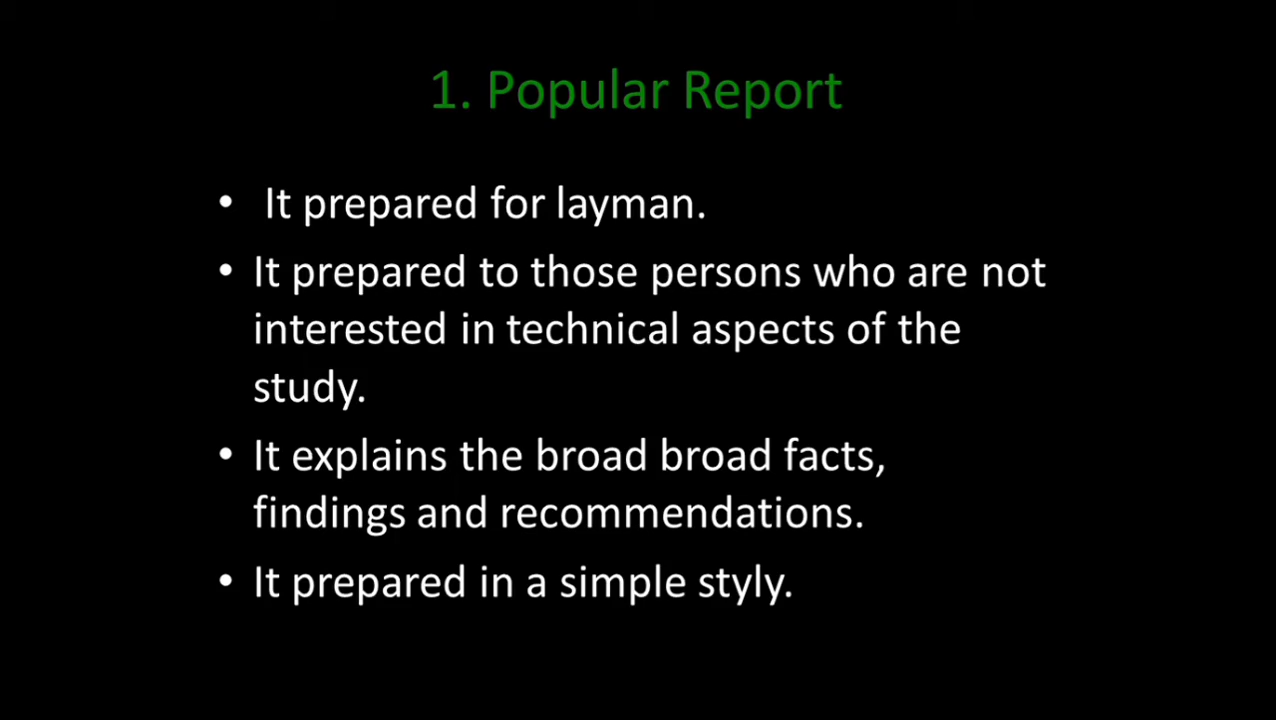 1. Popular Report
• It prepared for layman.
• It prepared to those persons who are not
interested in technical aspects of the
study.
• It explains the broad broad facts,
findings and recommendations.
• It prepared in a simple styly.